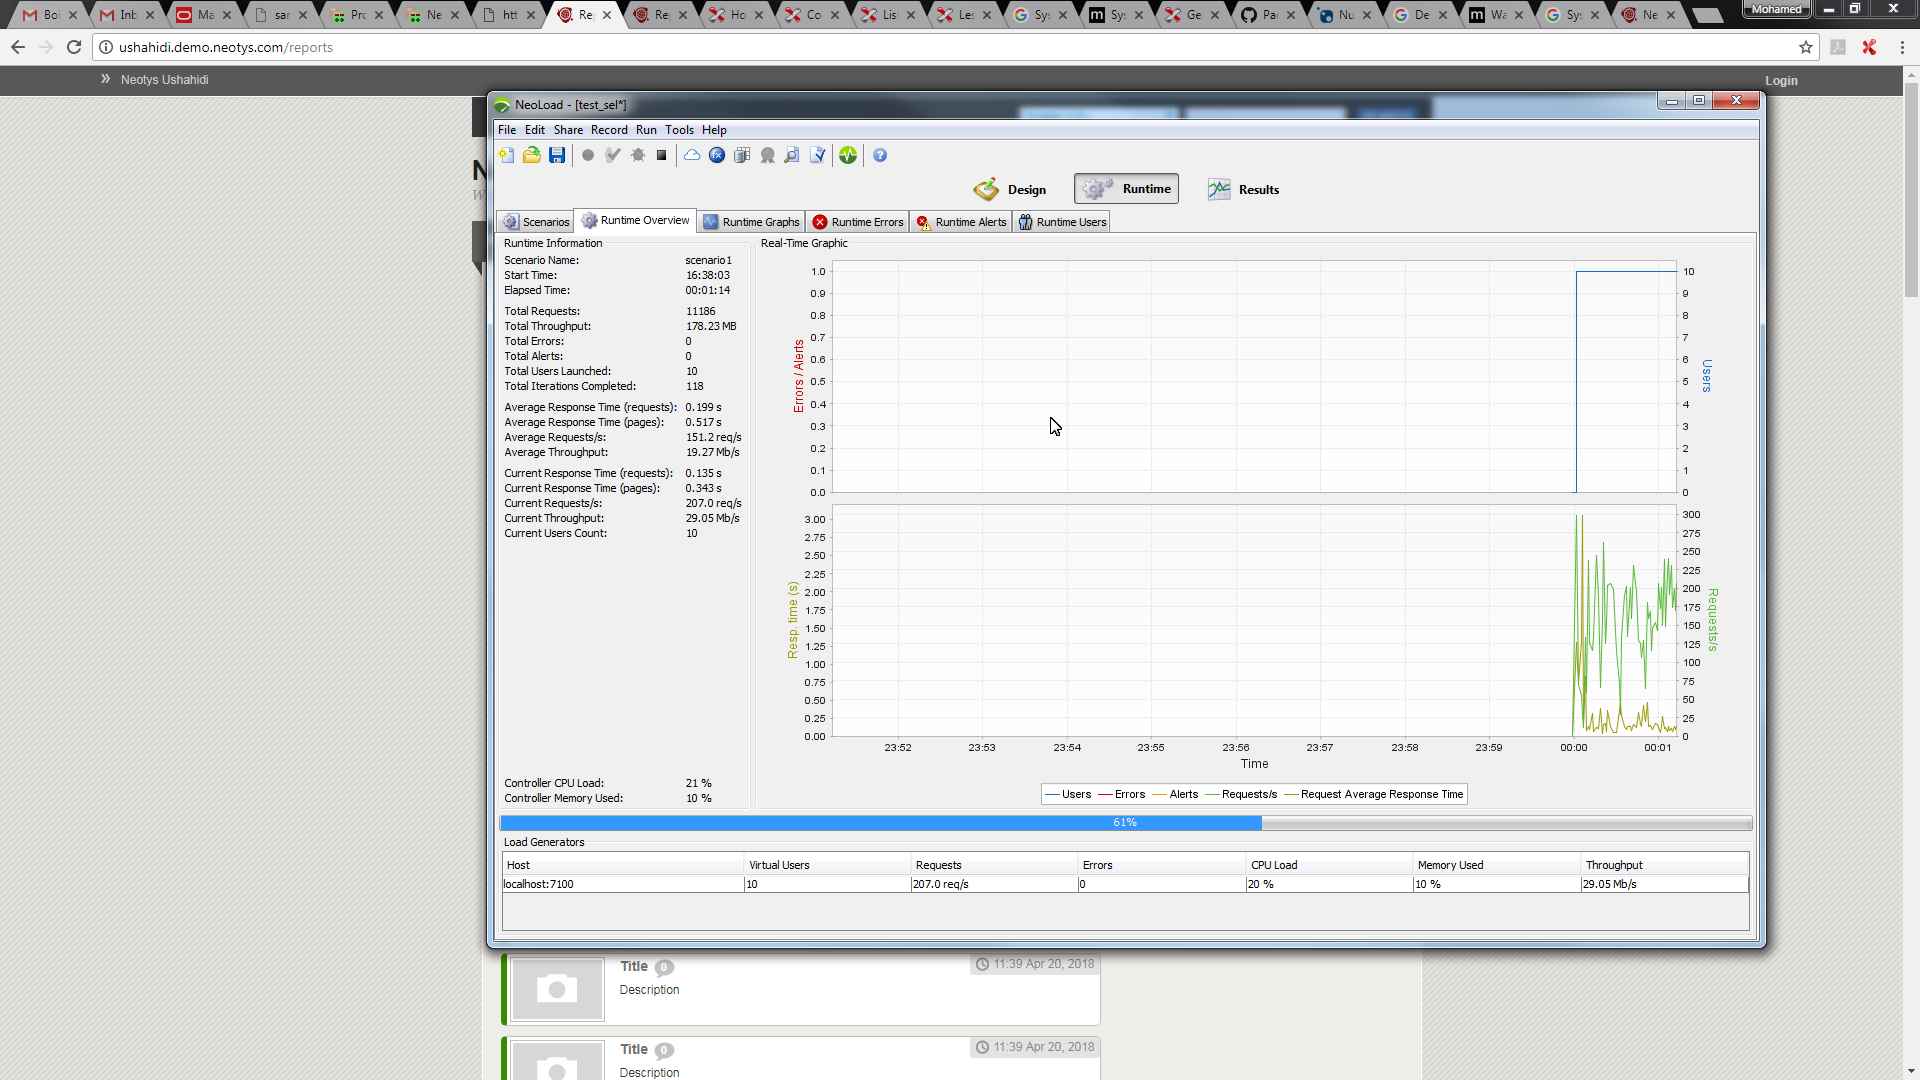 Boi
Inb
Ma
sar
Pro
Ne
htt
Re
Re
Ho
Co
Lis
Les
Sys
Sys
Ge
Pac
Nu
De
Wa
Sys
Ne
Mohamed
ushahidi.demo.neotys.com/reports
» Neotys Ushahidi
Login
NeoLoad - [test_sel*]
File Edit Share Record Run Tools Help
Design
Runtime
Results
Scenarios
Runtime Overview
Runtime Graphs
Runtime Errors
Runtime Alerts
Runtime Users
Runtime Information
Scenario Name: scenario1
Start Time: 16:38:03
Elapsed Time: 00:01:14
Total Requests: 11186
Total Throughput: 178.23 MB
Total Errors: 0
Total Alerts: 0
Total Users Launched: 10
Total Iterations Completed: 118
Average Response Time (requests): 0.199 s
Average Response Time (pages): 0.517 s
Average Requests/s: 151.2 req/s
Average Throughput: 19.27 Mb/s
Current Response Time (requests): 0.135 s
Current Response Time (pages): 0.343 s
Current Requests/s: 207.0 req/s
Current Throughput: 29.05 Mb/s
Current Users Count: 10
Controller CPU Load: 21 %
Controller Memory Used: 10 %
Real-Time Graphic
Errors / Alerts
1.0
0.9
0.8
0.7
0.6
0.5
0.4
0.3
0.2
0.1
0.0
10
9
8
7
6
5
4
3
2
1
0
Users
Resp. time (s)
3.00
2.75
2.50
2.25
2.00
1.75
1.50
1.25
1.00
0.75
0.50
0.25
0.00
300
275
250
225
200
175
150
125
100
75
50
25
0
Requests/s
23:52 23:53 23:54 23:55 23:56 23:57 23:58 23:59 00:00 00:01
Time
Users Errors Alerts Requests/s Request Average Response Time
61%
Load Generators
Host Virtual Users Requests Errors CPU Load Memory Used Throughput
localhost:7100 10 207.0 req/s 0 20 % 10 % 29.05 Mb/s
Title 0
11:39 Apr 20, 2018
Description
Title 0
11:39 Apr 20, 2018
Description